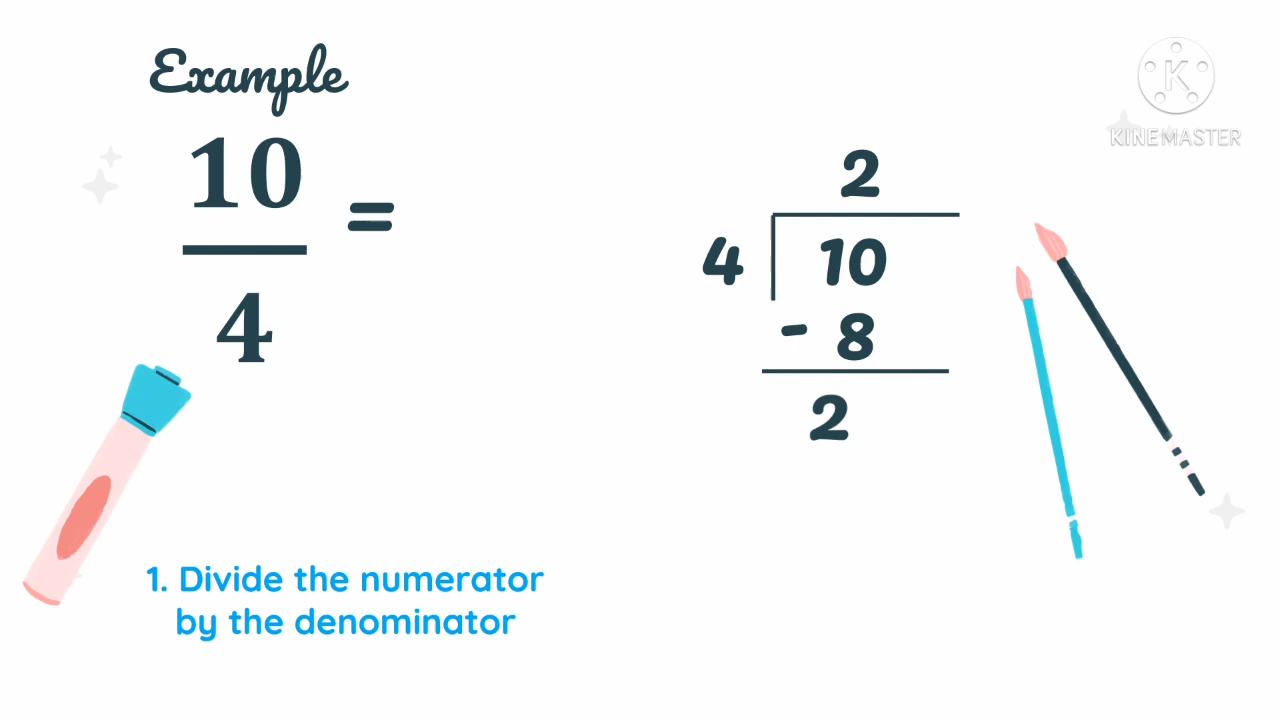 Example
10
4
=
2
4 10
- 8
2
1. Divide the numerator
by the denominator
K
KINEMASTER